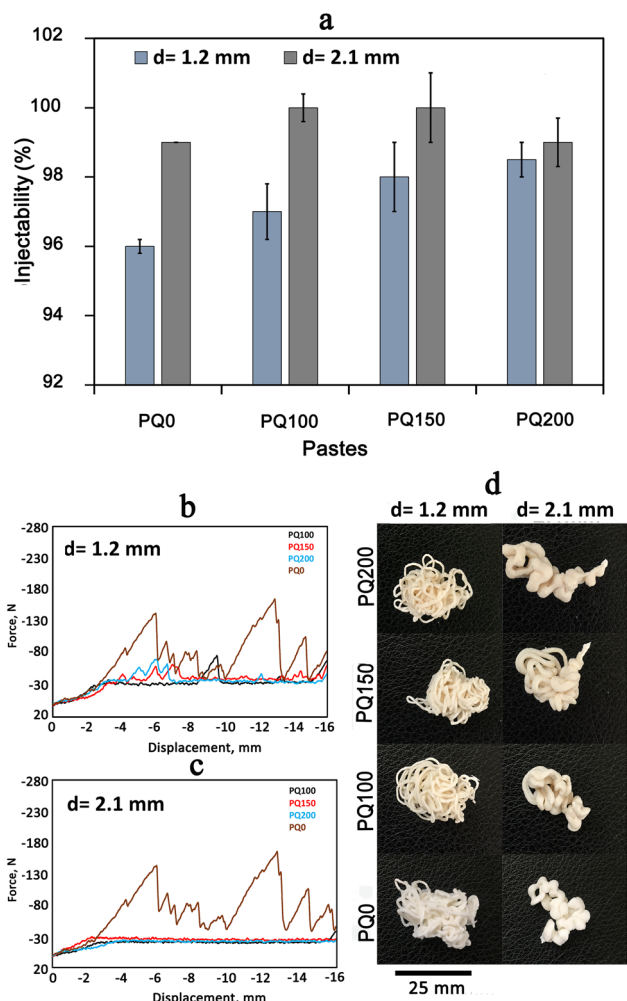 a
102
100
98
96
94
92
Injectability (%)
d= 1.2 mm
d= 2.1 mm
PQ0
PQ100
PQ150
PQ200
Pastes
b
-280
-230
-180
-130
-80
-30
20
Force, N
d= 1.2 mm
PQ100
PQ150
PQ200
PQ0
0
-2
-4
-6
-8
-10
-12
-14
-16
Displacement, mm
c
-280
-230
-180
-130
-80
-30
20
Force, N
d= 2.1 mm
PQ100
PQ150
PQ200
PQ0
0
-2
-4
-6
-8
-10
-12
-14
-16
Displacement, mm
d
d= 1.2 mm
d= 2.1 mm
PQ200
PQ150
PQ100
PQ0
25 mm